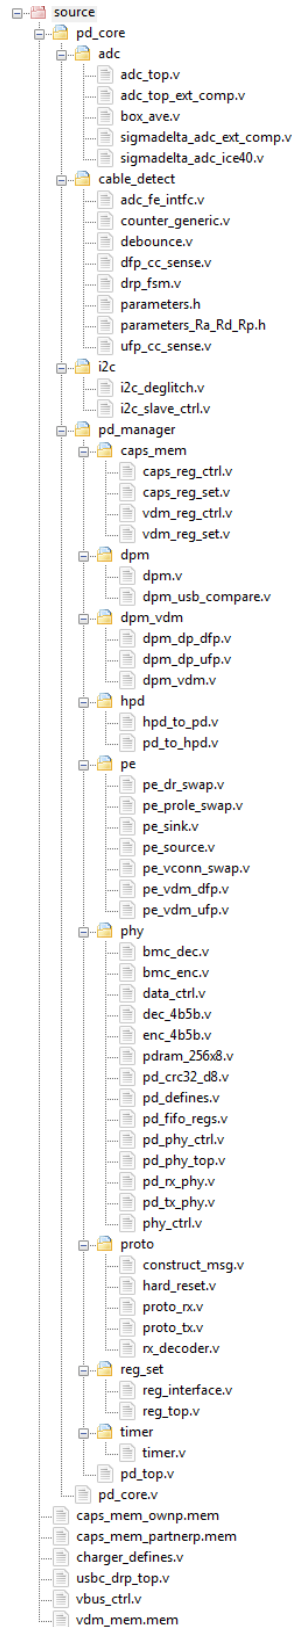 source
pd_core
adc
adc_top.v
adc_top_ext_comp.v
box_ave.v
sigmadelta_adc_ext_comp.v
sigmadelta_adc_ice40.v
cable_detect
adc_fe_intfc.v
counter_generic.v
debounce.v
dfp_cc_sense.v
drp_fsm.v
parameters.h
parameters_Ra_Rd_Rp.h
ufp_cc_sense.v
i2c
i2c_deglitch.v
i2c_slave_ctrl.v
pd_manager
caps_mem
caps_reg_ctrl.v
caps_reg_set.v
vdm_reg_ctrl.v
vdm_reg_set.v
dpm
dpm.v
dpm_usb_compare.v
dpm_vdm
dpm_dp_dfp.v
dpm_dp_ufp.v
dpm_vdm.v
hpd
hpd_to_pd.v
pd_to_hpd.v
pe
pe_dr_swap.v
pe_prole_swap.v
pe_sink.v
pe_source.v
pe_vconn_swap.v
pe_vdm_dfp.v
pe_vdm_ufp.v
phy
bmc_dec.v
bmc_enc.v
data_ctrl.v
dec_4b5b.v
enc_4b5b.v
pdram_256x8.v
pd_crc32_d8.v
pd_defines.v
pd_fifo_regs.v
pd_phy_ctrl.v
pd_phy_top.v
pd_rx_phy.v
pd_tx_phy.v
phy_ctrl.v
proto
construct_msg.v
hard_reset.v
proto_rx.v
proto_tx.v
rx_decoder.v
reg_set
reg_interface.v
reg_top.v
timer
timer.v
pd_top.v
pd_core.v
caps_mem_ownp.mem
caps_mem_partnerp.mem
charger_defines.v
usbc_drp_top.v
vbus_ctrl.v
vdm_mem.mem